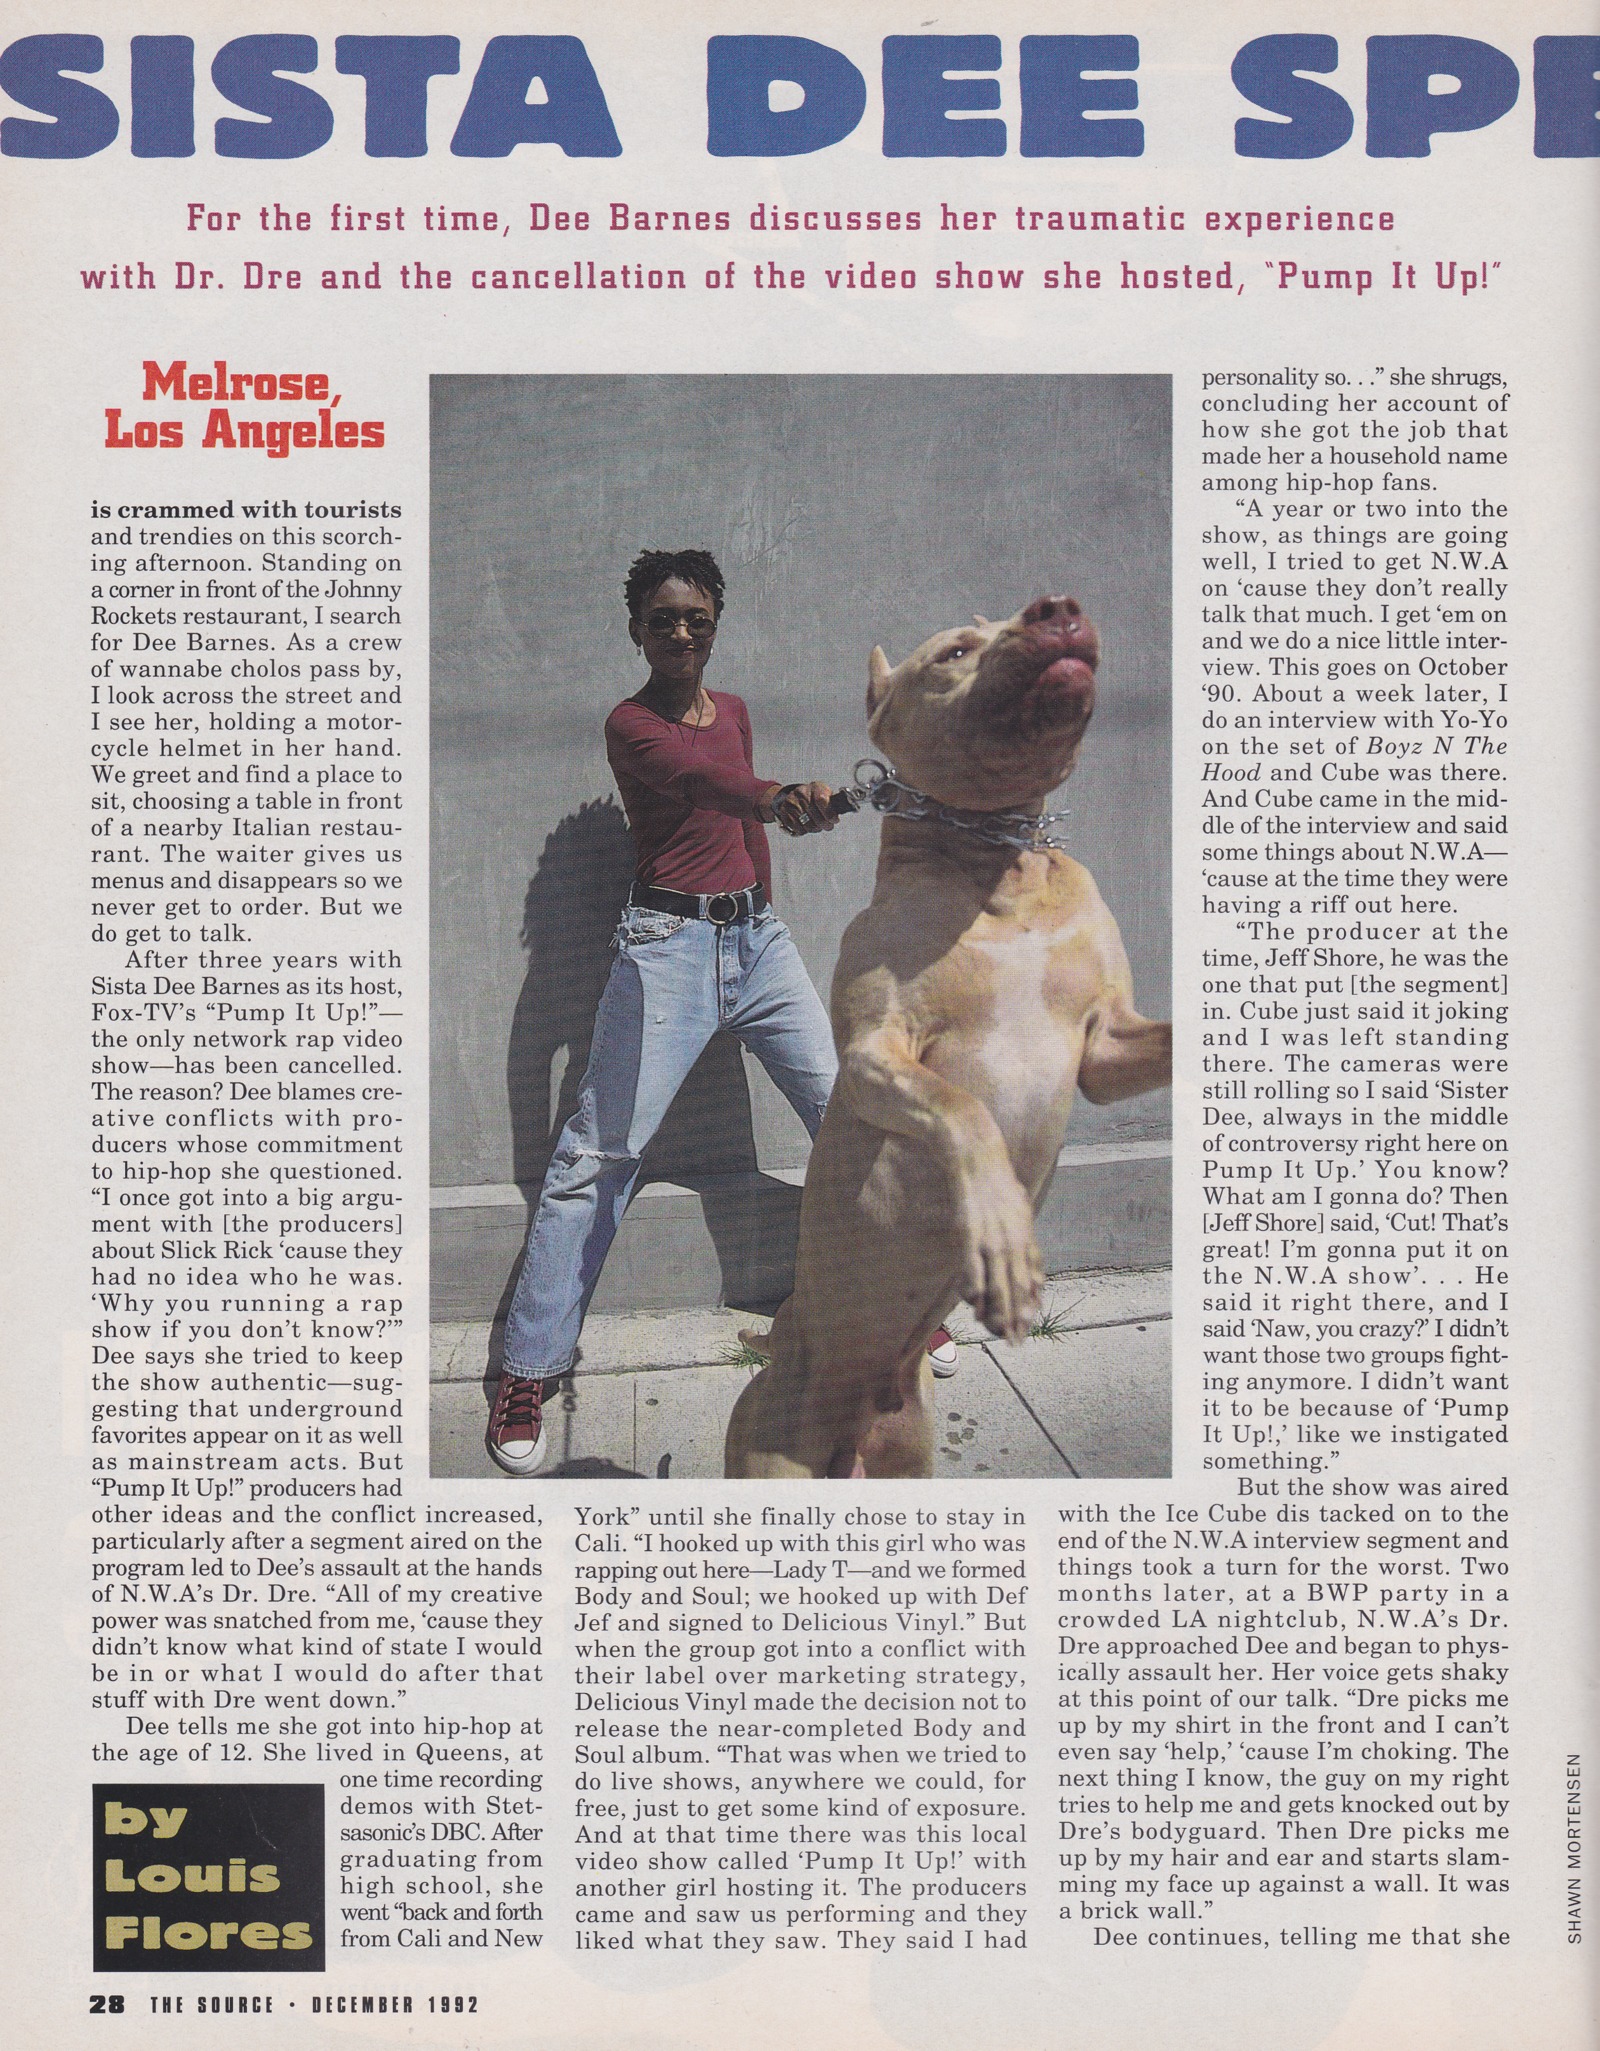 SISTA DEE SPE
For the first time, Dee Barnes discusses her traumatic experience
with Dr. Dre and the cancellation of the video show she hosted, "Pump It Up!"
Melrose,
Los Angeles
is crammed with tourists
and trendies on this scorch-
ing afternoon. Standing on
a corner in front of the Johnny
Rockets restaurant, I search
for Dee Barnes. As a crew
of wannabe cholos pass by,
I look across the street and
I see her, holding a motor-
cycle helmet in her hand.
We greet and find a place to
sit, choosing a table in front
of a nearby Italian restau-
rant. The waiter gives us
menus and disappears so we
never get to order. But we
do get to talk.
After three years with
Sista Dee Barnes as its host,
Fox-TV's “Pump It Up!”—
the only network rap video
show—has been cancelled.
The reason? Dee blames cre-
ative conflicts with pro-
ducers whose commitment
to hip-hop she questioned.
“I once got into a big argu-
ment with [the producers]
about Slick Rick ‘cause they
had no idea who he was.
‘Why you running a rap
show if you don’t know?’”
Dee says she tried to keep
the show authentic—sug-
gesting that underground
favorites appear on it as well
as mainstream acts. But
“Pump It Up!” producers had
other ideas and the conflict increased,
particularly after a segment aired on the
program led to Dee’s assault at the hands
of N.W.A’s Dr. Dre. “All of my creative
power was snatched from me, ‘cause they
didn’t know what kind of state I would
be in or what I would do after that
stuff with Dre went down.”
Dee tells me she got into hip-hop at
the age of 12. She lived in Queens, at
one time recording
demos with Stet-
sasonic’s DBC. After
graduating from
high school, she
went “back and forth
from Cali and New
by
Louis
Flores
York” until she finally chose to stay in
Cali. “I hooked up with this girl who was
rapping out here—Lady T—and we formed
Body and Soul; we hooked up with Def
Jef and signed to Delicious Vinyl.” But
when the group got into a conflict with
their label over marketing strategy,
Delicious Vinyl made the decision not to
release the near-completed Body and
Soul album. “That was when we tried to
do live shows, anywhere we could, for
free, just to get some kind of exposure.
And at that time there was this local
video show called ‘Pump It Up!’ with
another girl hosting it. The producers
came and saw us performing and they
liked what they saw. They said I had
personality so. . .” she shrugs,
concluding her account of
how she got the job that
made her a household name
among hip-hop fans.
“A year or two into the
show, as things are going
well, I tried to get N.W.A
on ‘cause they don’t really
talk that much. I get ‘em on
and we do a nice little inter-
view. This goes on October
‘90. About a week later, I
do an interview with Yo-Yo
on the set of Boyz N The
Hood and Cube was there.
And Cube came in the mid-
dle of the interview and said
some things about N.W.A—
‘cause at the time they were
having a riff out here.
“The producer at the
time, Jeff Shore, he was the
one that put [the segment]
in. Cube just said it joking
and I was left standing
there. The cameras were
still rolling so I said ‘Sister
Dee, always in the middle
of controversy right here on
Pump It Up.’ You know?
What am I gonna do? Then
[Jeff Shore] said, ‘Cut! That’s
great! I’m gonna put it on
the N.W.A show’. . . He
said it right there, and I
said ‘Naw, you crazy?’ I didn’t
want those two groups fight-
ing anymore. I didn’t want
it to be because of ‘Pump
It Up!,’ like we instigated
something.”
But the show was aired
with the Ice Cube dis tacked on to the
end of the N.W.A interview segment and
things took a turn for the worst. Two
months later, at a BWP party in a
crowded LA nightclub, N.W.A’s Dr.
Dre approached Dee and began to phys-
ically assault her. Her voice gets shaky
at this point of our talk. “Dre picks me
up by my shirt in the front and I can’t
even say ‘help,’ ‘cause I’m choking. The
next thing I know, the guy on my right
tries to help me and gets knocked out by
Dre’s bodyguard. Then Dre picks me
up by my hair and ear and starts slam-
ming my face up against a wall. It was
a brick wall.”
Dee continues, telling me that she
SHAWN MORTENSEN
28 THE SOURCE · DECEMBER 1992